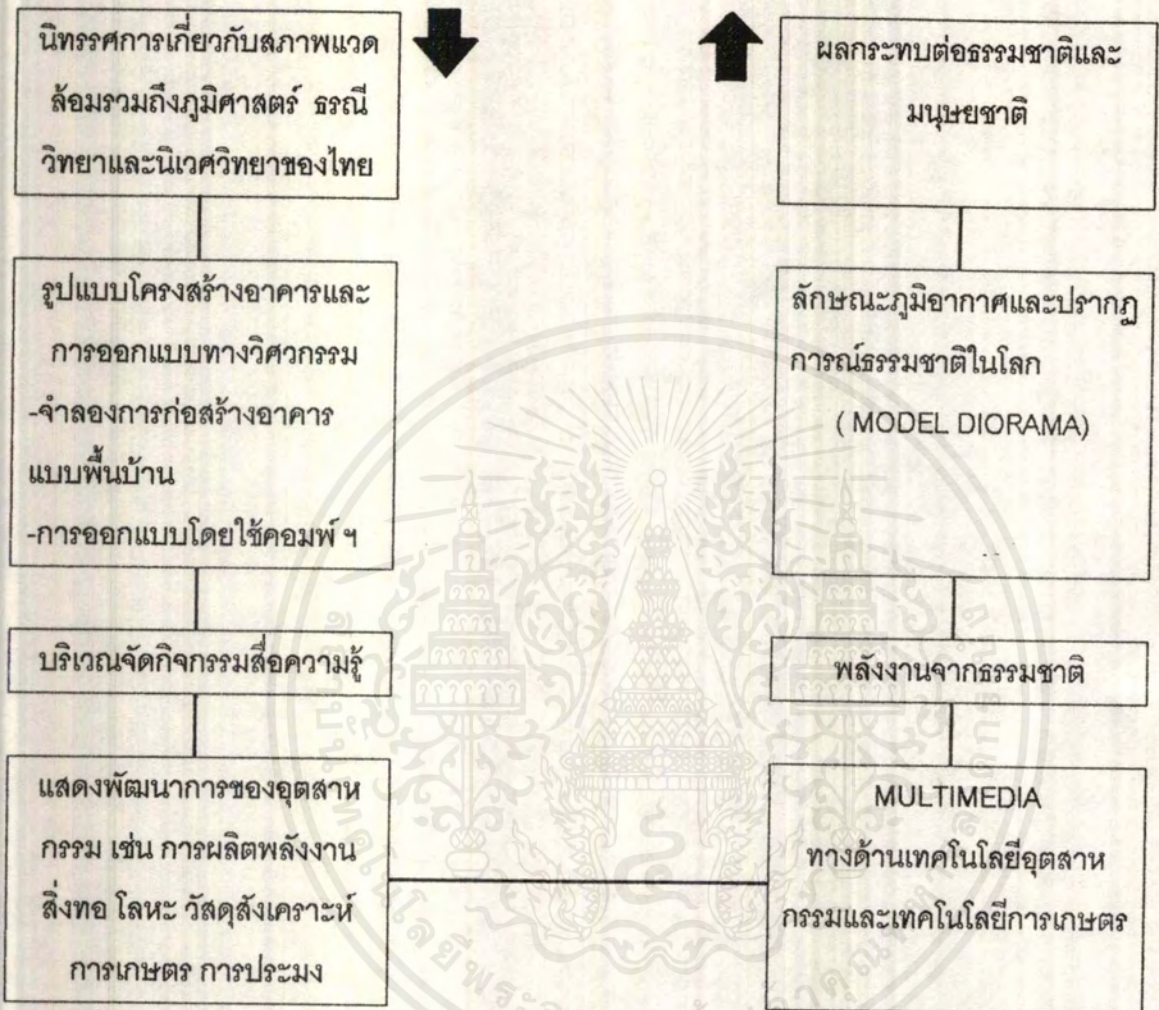 นิทรรศการเกี่ยวกับสภาพแวด
ล้อมรวมถึงภูมิศาสตร์ ธรณี
วิทยาและนิเวศวิทยาของไทย
รูปแบบโครงสร้างอาคารและ
การออกแบบทางวิศวกรรม
-จำลองการก่อสร้างอาคาร
แบบพื้นบ้าน
-การออกแบบโดยใช้คอมพ์ ฯ
บริเวณจัดกิจกรรมสื่อความรู้
แสดงพัฒนาการของอุตสาห
กรรม เช่น การผลิตพลังงาน
สิ่งทอ โลหะ วัสดุสังเคราะห์
การเกษตร การประมง
ผลกระทบต่อธรรมชาติและ
มนุษยชาติ
ลักษณะภูมิอากาศและปรากฏ
การณ์ธรรมชาติในโลก
( MODEL DIORAMA)
พลังงานจากธรรมชาติ
MULTIMEDIA
ทางด้านเทคโนโลยีอุตสาห
กรรมและเทคโนโลยีการเกษตร